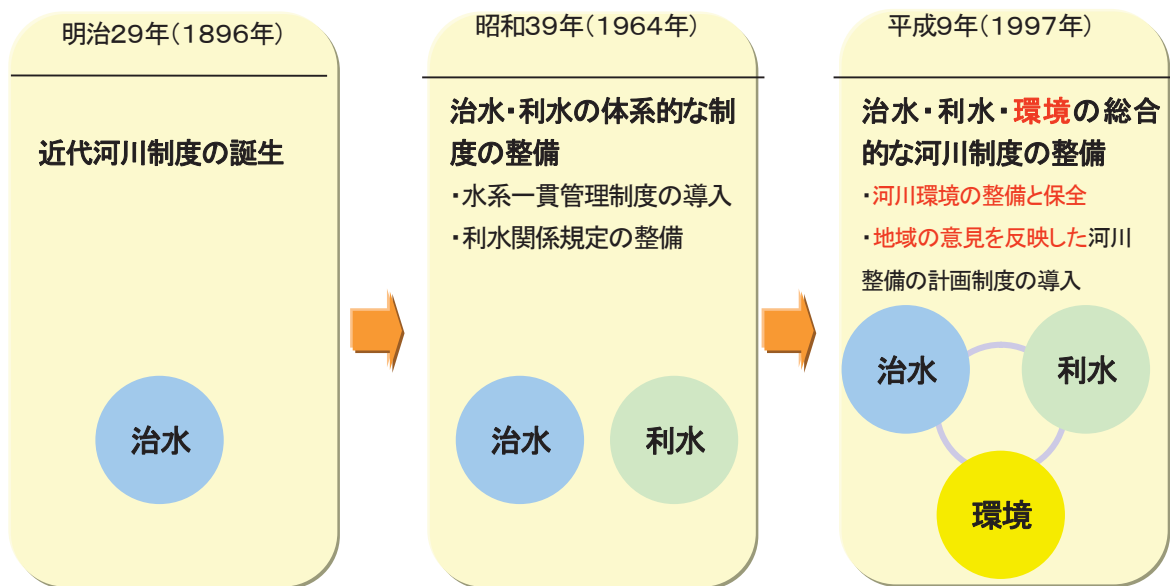 明治29年(1896年)
近代河川制度の誕生
治水
昭和39年(1964年)
治水・利水の体系的な制
度の整備
・水系一貫管理制度の導入
・利水関係規定の整備
治水
利水
平成9年(1997年)
治水・利水・環境の総合
的な河川制度の整備
・河川環境の整備と保全
・地域の意見を反映した河川
整備の計画制度の導入
治水
利水
環境